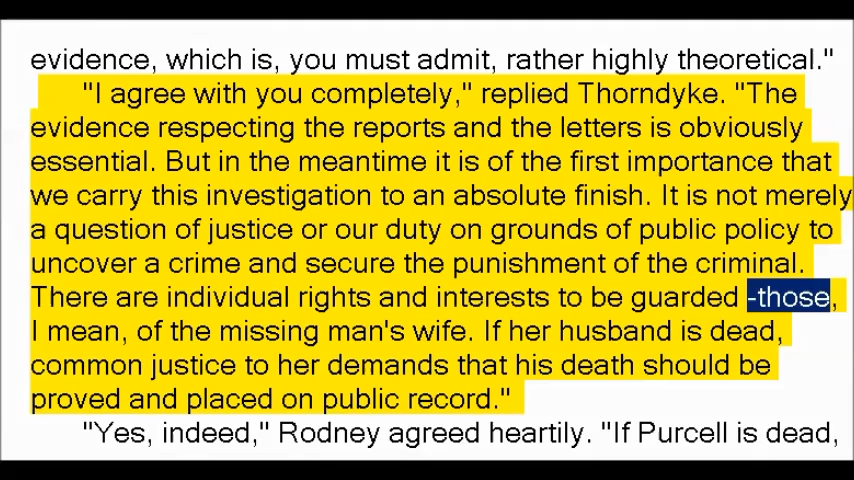 evidence, which is, you must admit, rather highly theoretical."
"I agree with you completely," replied Thorndyke. "The
evidence respecting the reports and the letters is obviously
essential. But in the meantime it is of the first importance that
we carry this investigation to an absolute finish. It is not merely
a question of justice or our duty on grounds of public policy to
uncover a crime and secure the punishment of the criminal.
There are individual rights and interests to be guarded -those,
I mean, of the missing man's wife. If her husband is dead,
common justice to her demands that his death should be
proved and placed on public record."
"Yes, indeed," Rodney agreed heartily. "If Purcell is dead,